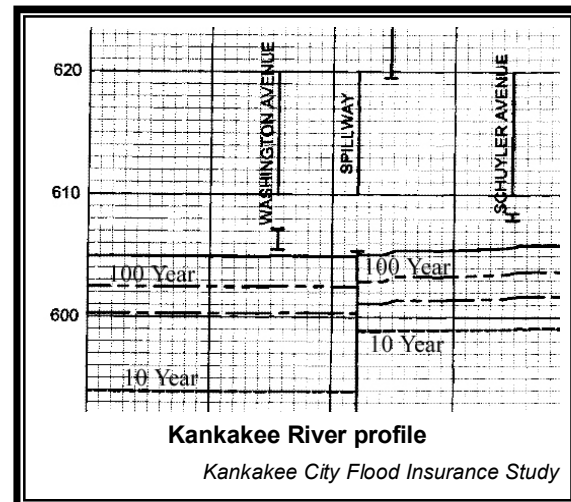 620
610
600
WASHINGTON AVENUE
SPILLWAY
SCHUYLER AVENUE
100 Year
100 Year
10 Year
10 Year
Kankakee River profile
Kankakee City Flood Insurance Study